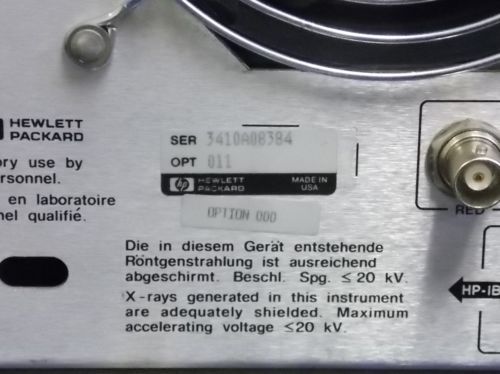 HEWLETT
PACKARD
ory use by
ersonnel.
en laboratoire
nel qualifié.
SER 3410A08384
OPT 011
hp HEWLETT
PACKARD
MADE IN
USA
OPTION 000
Die in diesem Gerät entstehende
Röntgenstrahlung ist ausreichend
abgeschirmt. Beschl. Spg. ≤20 kV.
X-rays generated in this instrument
are adequately shielded. Maximum
accelerating voltage ≤20 kV.
RED
HP-IB